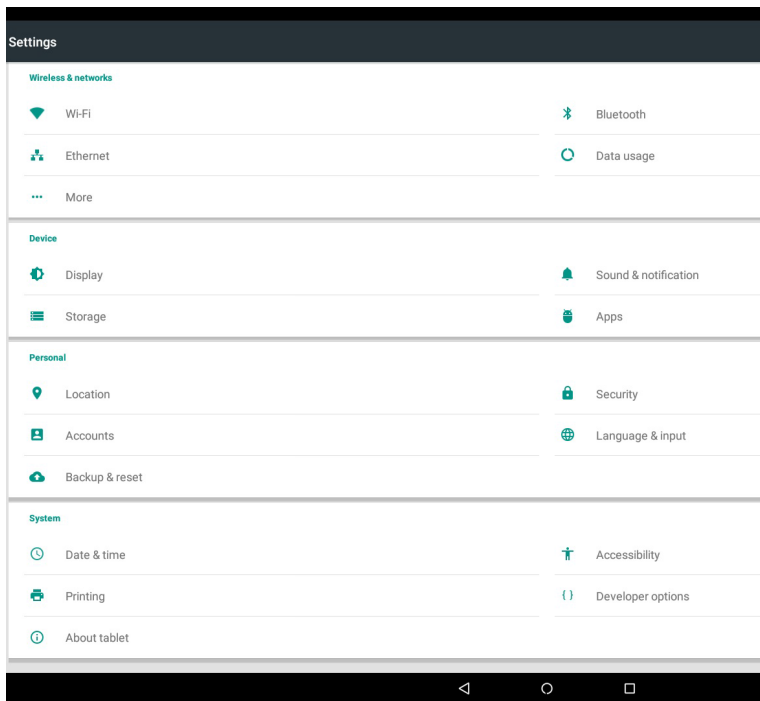 Settings
Wireless & networks
Wi-Fi
Bluetooth
Ethernet
Data usage
More
Device
Display
Sound & notification
Storage
Apps
Personal
Location
Security
Accounts
Language & input
Backup & reset
System
Date & time
Accessibility
Printing
{ } Developer options
About tablet